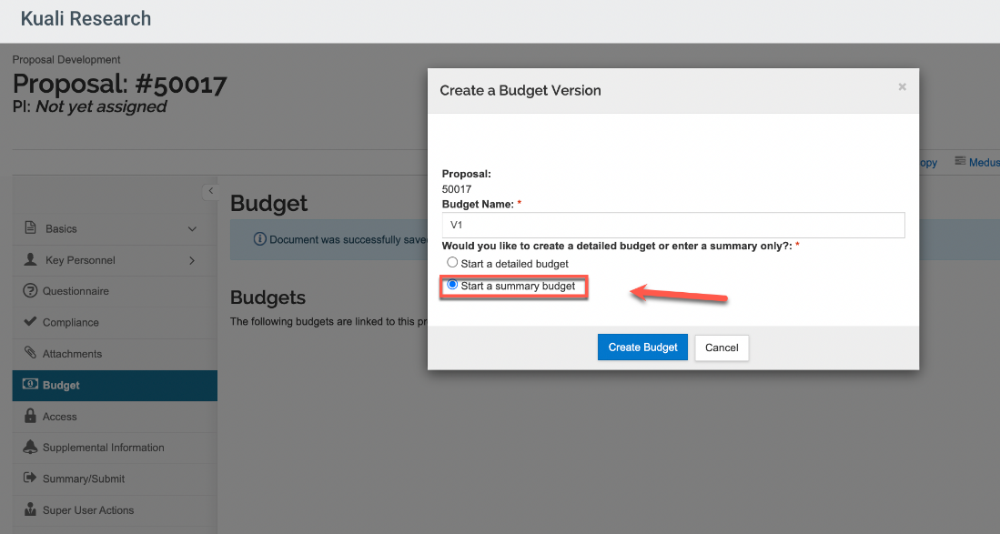 Kuali Research
Proposal Development
Proposal: #50017
PI: Not yet assigned
Create a Budget Version
×
opy
Medus
Basics
Key Personnel
Questionnaire
Compliance
Attachments
Budget
Access
Supplemental Information
Summary/Submit
Super User Actions
Budget
Document was successfully save
Budgets
The following budgets are linked to this pr
Proposal:
50017
Budget Name: *
V1
Would you like to create a detailed budget or enter a summary only?: *
Start a detailed budget
Start a summary budget
Create Budget
Cancel